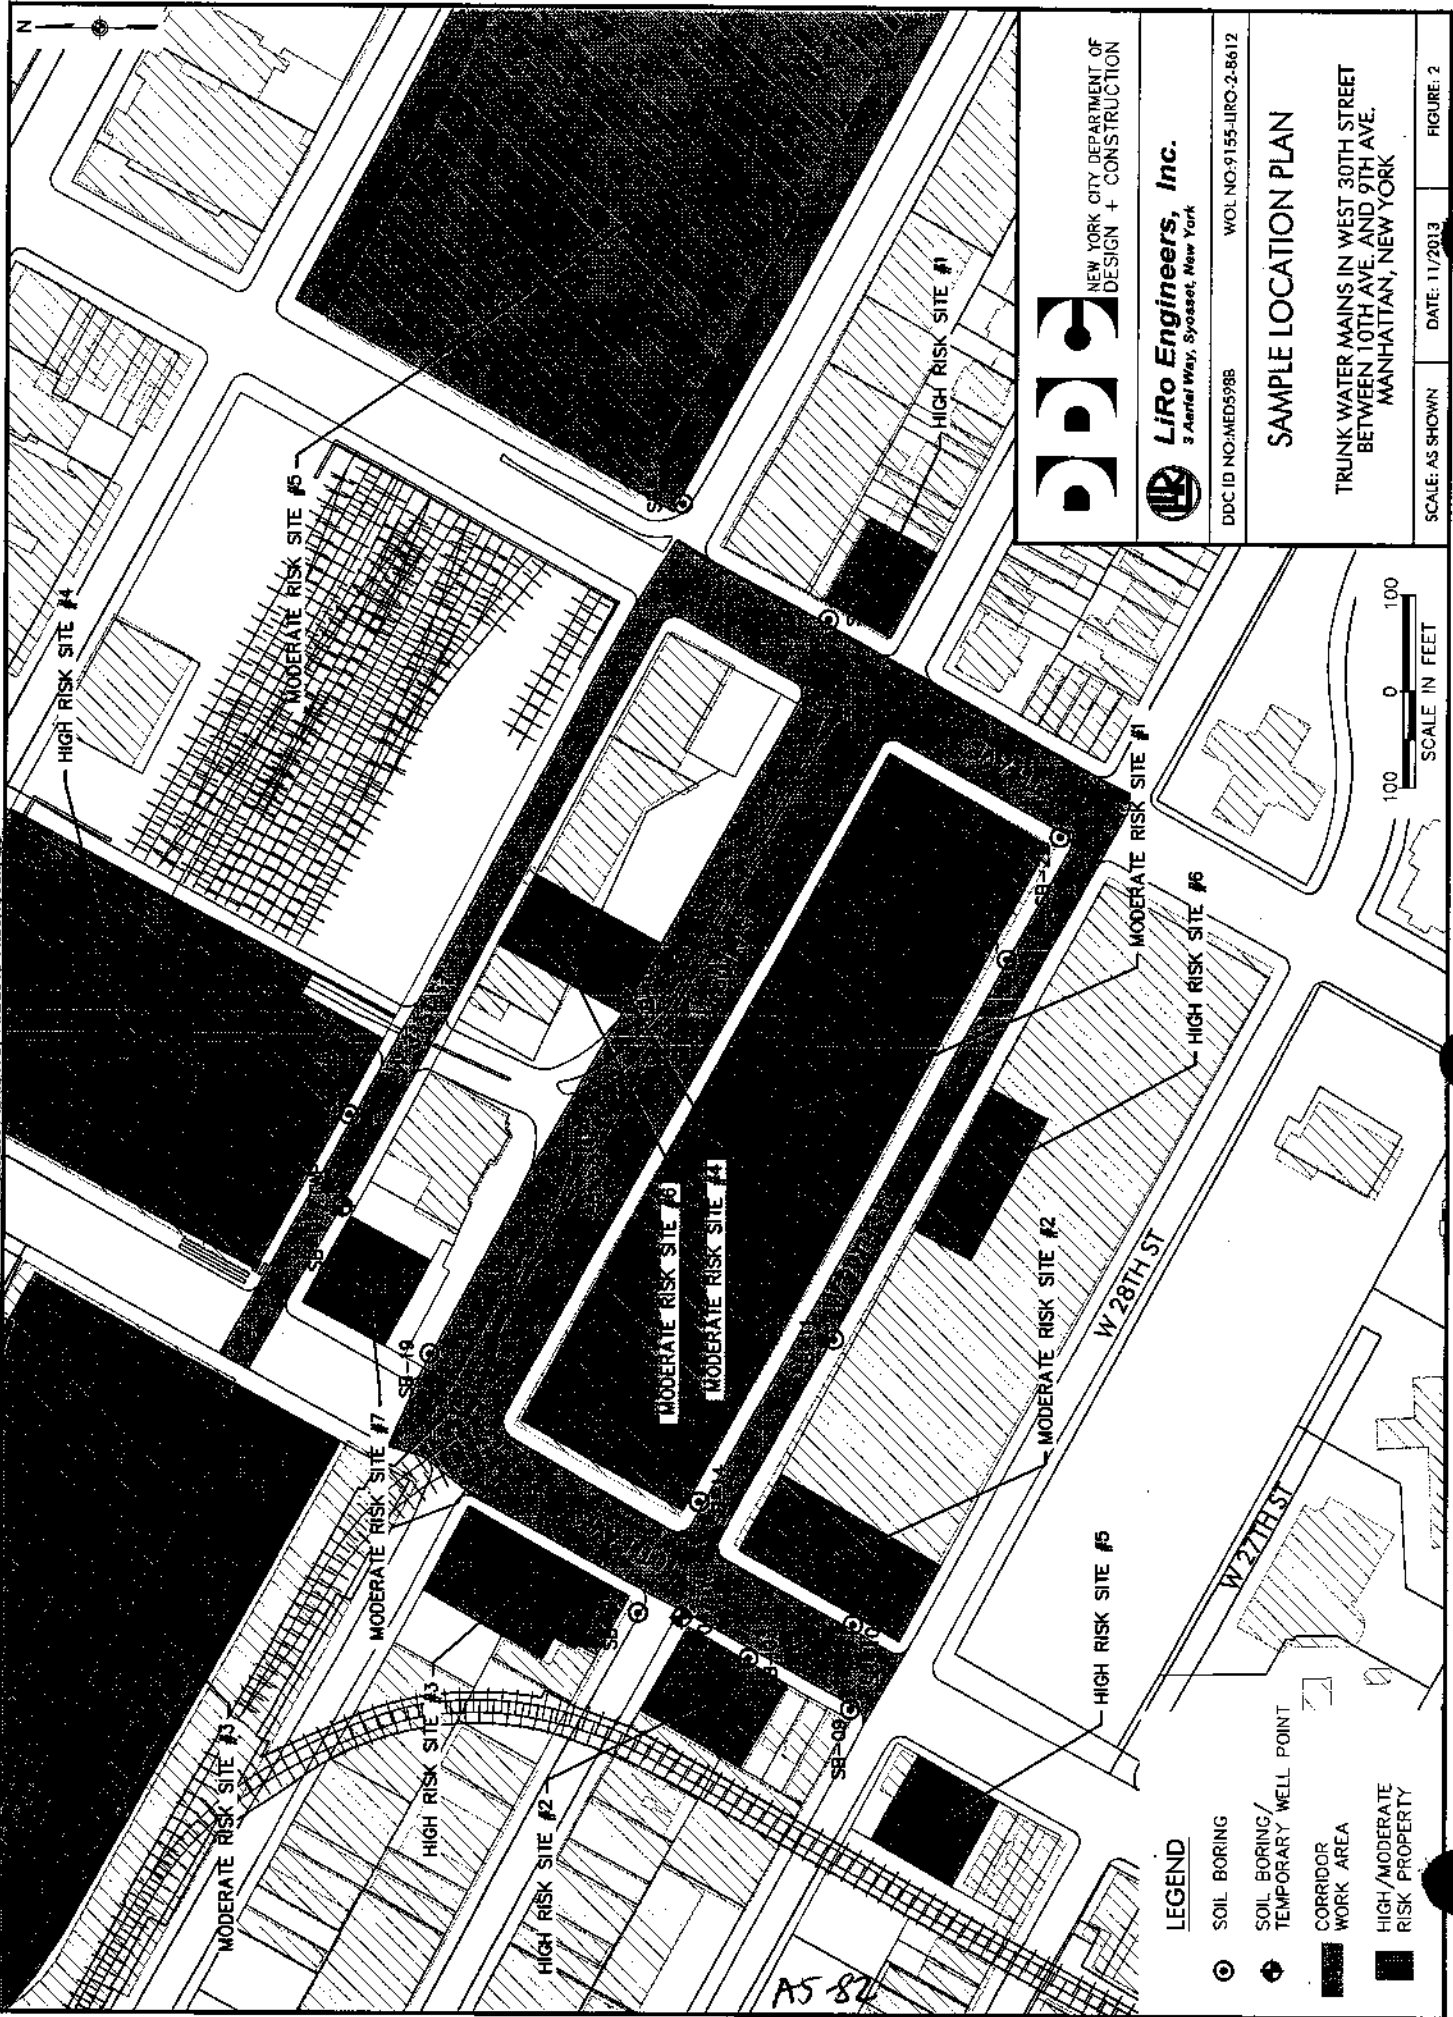 N
HIGH RISK SITE #4
MODERATE RISK SITE #5
HIGH RISK SITE #1
MODERATE RISK SITE #1
HIGH RISK SITE #6
MODERATE RISK SITE #6
MODERATE RISK SITE #4
MODERATE RISK SITE #2
MODERATE RISK SITE #7
MODERATE RISK SITE #3
HIGH RISK SITE #3
HIGH RISK SITE #2
HIGH RISK SITE #5
SB-19
SB-09
W 28TH ST
W 27TH ST
A5-82
LEGEND
SOIL BORING
SOIL BORING/
TEMPORARY WELL POINT
CORRIDOR
WORK AREA
HIGH/MODERATE
RISK PROPERTY
100 0 100
SCALE IN FEET
DDC
NEW YORK CITY DEPARTMENT OF
DESIGN + CONSTRUCTION
LiRo Engineers, Inc.
3 Aerial Way, Syosset, New York
DDC ID NO:MED598B
WOL NO:9155-LIRO-2-8612
SAMPLE LOCATION PLAN
TRUNK WATER MAINS IN WEST 30TH STREET
BETWEEN 10TH AVE. AND 9TH AVE.
MANHATTAN, NEW YORK
SCALE: AS SHOWN
DATE: 11/2013
FIGURE: 2